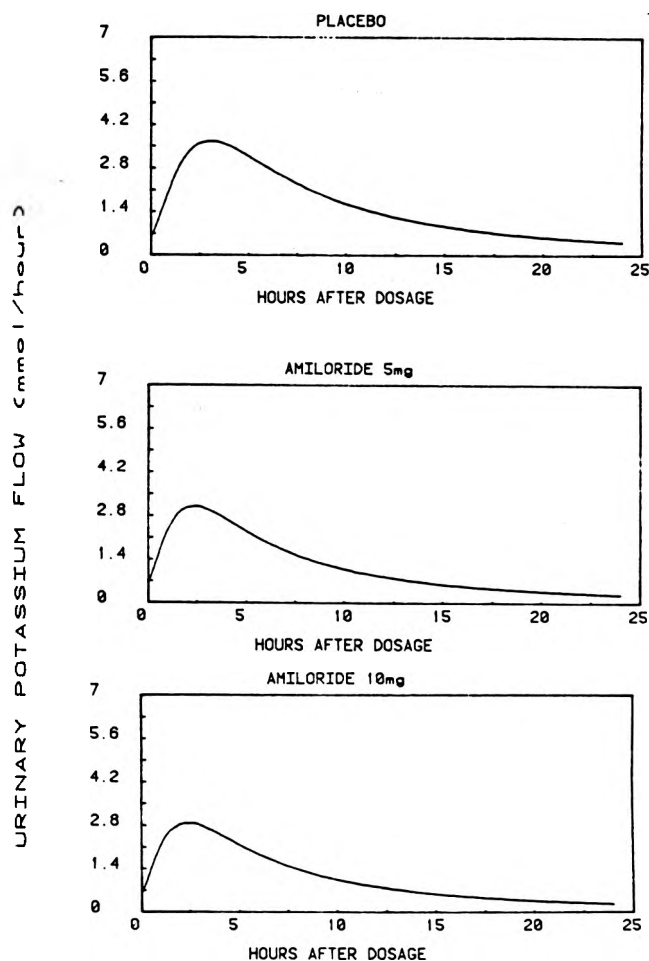 PLACEBO
7
5.6
4.2
2.8
1.4
0
0 5 10 15 20 25
HOURS AFTER DOSAGE
AMILORIDE 5mg
7
5.6
4.2
2.8
1.4
0
0 5 10 15 20 25
HOURS AFTER DOSAGE
AMILORIDE 10mg
7
5.6
4.2
2.8
1.4
0
0 5 10 15 20 25
HOURS AFTER DOSAGE
URINARY POTASSIUM FLOW (mmol/hour)